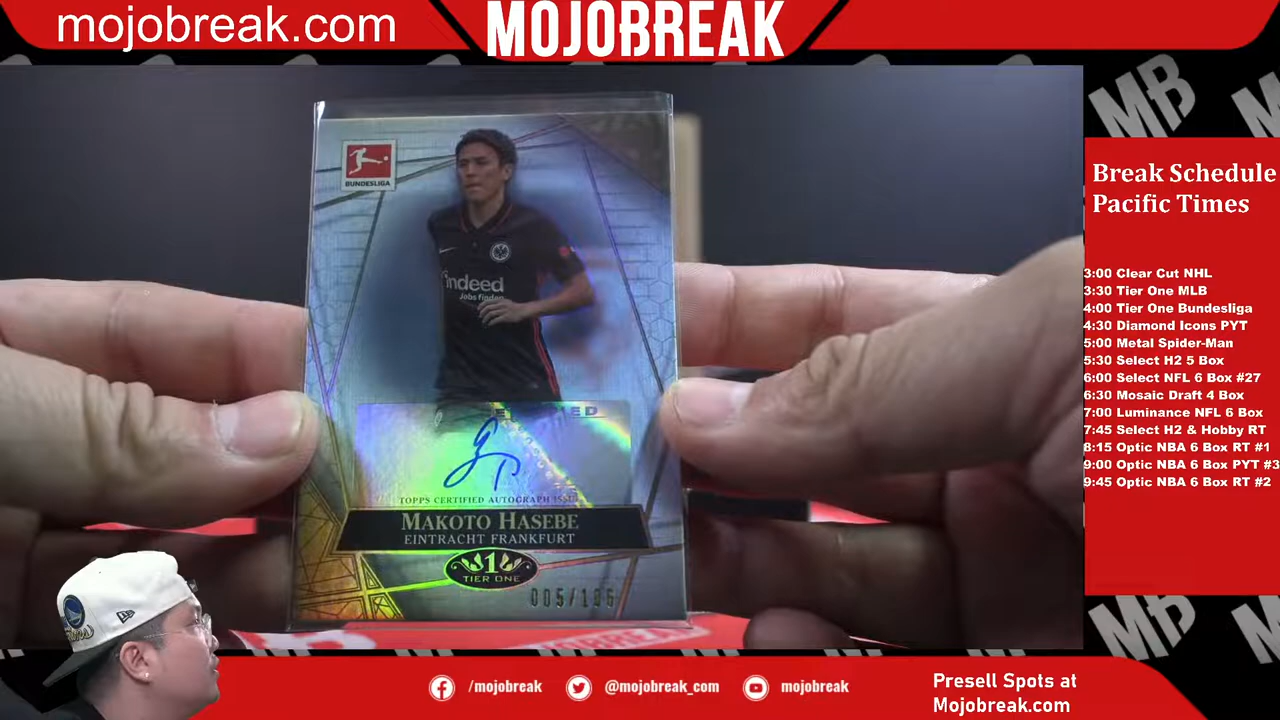 mojobreak.com
MOJOBREAK
MB
BUNDESLIGA
indeed
Jobs finden
TOPPS CERTIFIED AUTOGRAPH ISSUE
MAKOTO HASEBE
EINTRACHT FRANKFURT
1
TIER ONE
MOJOBREAK
Break Schedule
Pacific Times
3:00 Clear Cut NHL
3:30 Tier One MLB
4:00 Tier One Bundesliga
4:30 Diamond Icons PYT
5:00 Metal Spider-Man
5:30 Select H2 5 Box
6:00 Select NFL 6 Box #27
6:30 Mosaic Draft 4 Box
7:00 Luminance NFL 6 Box
7:45 Select H2 & Hobby RT
8:15 Optic NBA 6 Box RT #1
9:00 Optic NBA 6 Box PYT #3
9:45 Optic NBA 6 Box RT #2
MB
/mojobreak
@mojobreak_com
mojobreak
Presell Spots at
Mojobreak.com